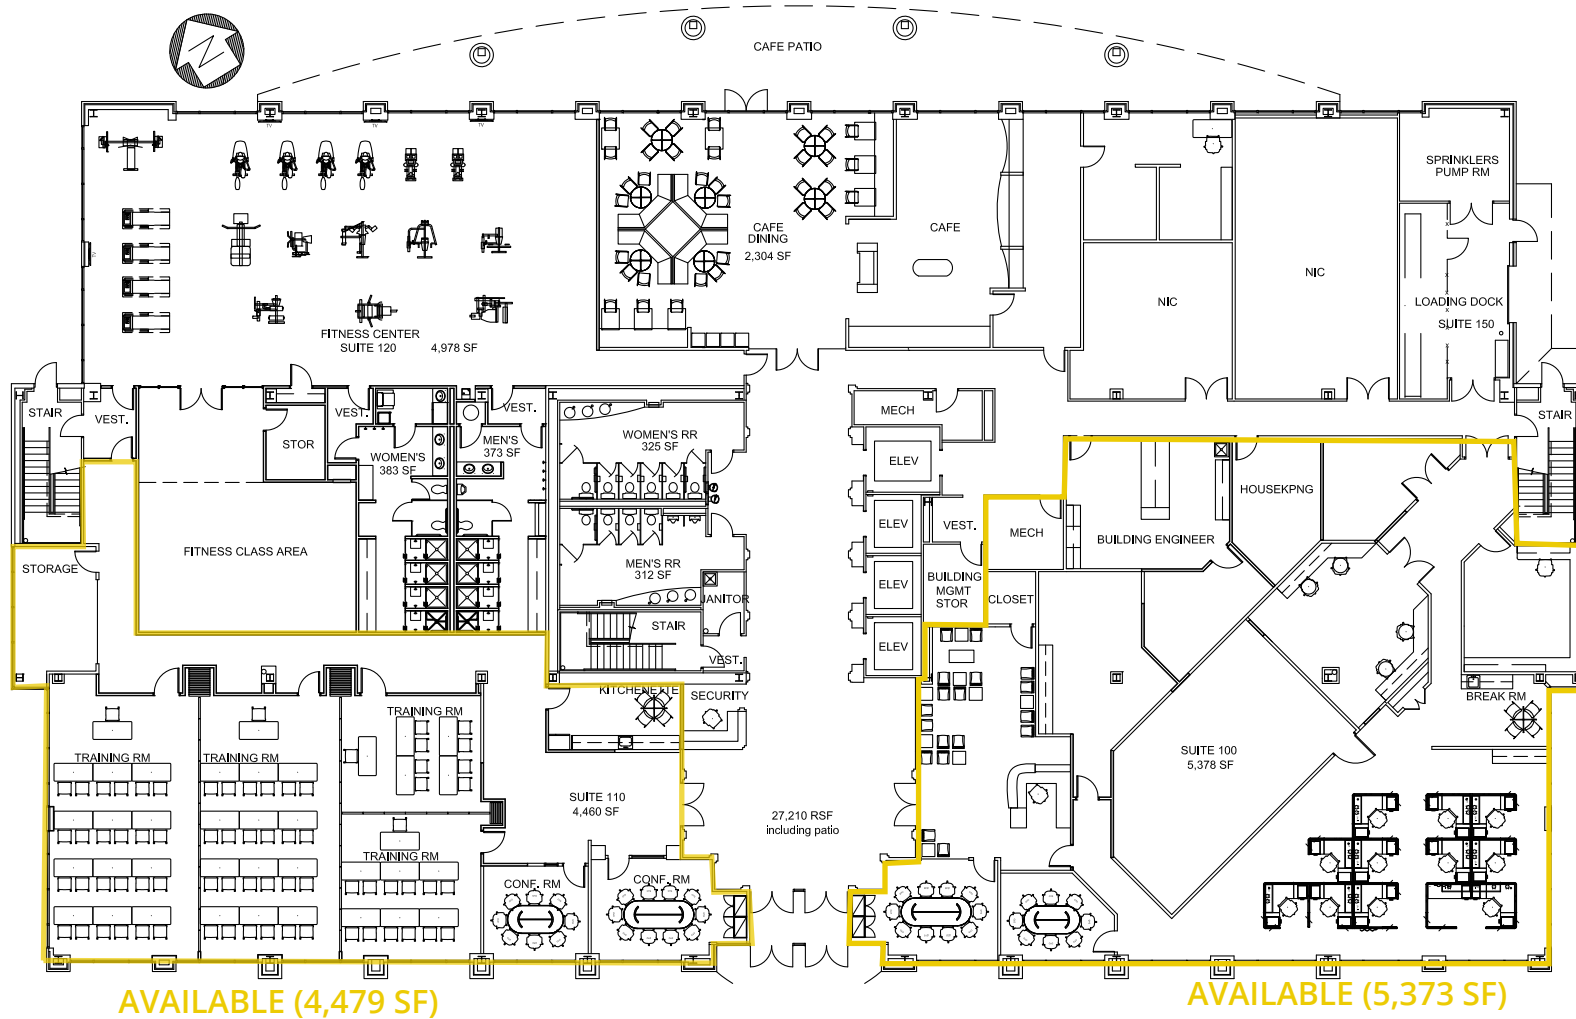 N
CAFE PATIO
TV
TV
TV
TV
SPRINKLERS
PUMP RM
CAFE
DINING
2,304 SF
CAFE
NIC
NIC
LOADING DOCK
SUITE 150
FITNESS CENTER
SUITE 120 4,978 SF
STAIR
VEST.
STOR
VEST.
WOMEN'S
383 SF
MEN'S
373 SF
VEST.
WOMEN'S RR
325 SF
MECH
ELEV
STAIR
HOUSEKPNG
ELEV
VEST.
MECH
BUILDING ENGINEER
FITNESS CLASS AREA
STORAGE
MEN'S RR
312 SF
JANITOR
ELEV
BUILDING
MGMT
STOR
CLOSET
STAIR
VEST.
ELEV
KITCHENETTE
SECURITY
BREAK RM
TRAINING RM
TRAINING RM
TRAINING RM
SUITE 100
5,378 SF
SUITE 110
4,460 SF
27,210 RSF
including patio
TRAINING RM
CONF. RM
CONF. RM
AVAILABLE (4,479 SF)
AVAILABLE (5,373 SF)